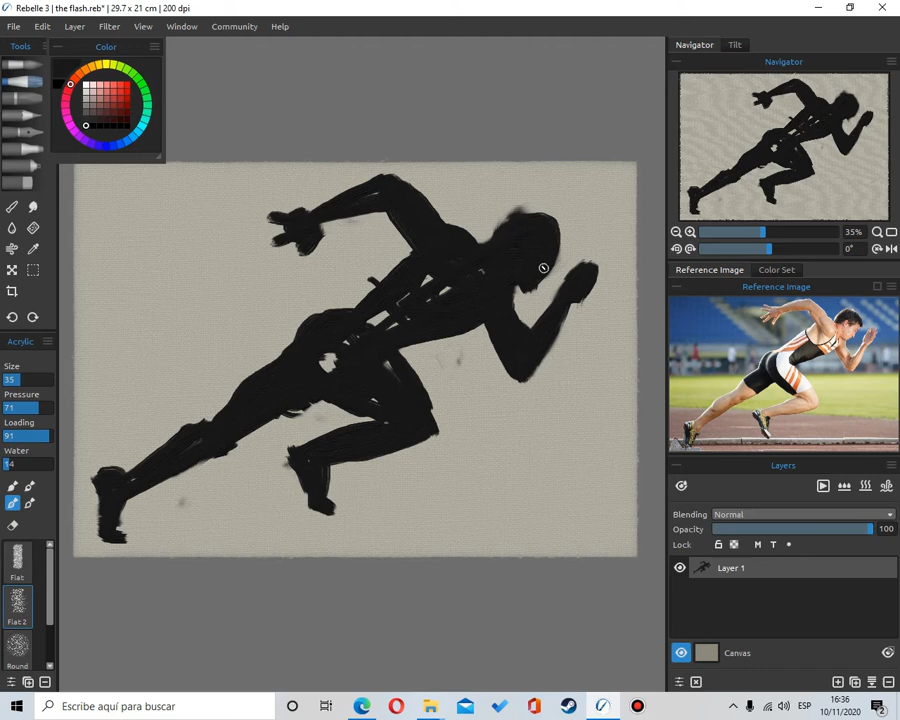 Rebelle 3 | the flash.reb* | 29.7 x 21 cm | 200 dpi
File Edit Layer Filter View Window Community Help
Tools
Color
Navigator Tilt
Navigator
35%
0°
Reference Image Color Set
Reference Image
Acrylic
Size
35
Pressure
71
Loading
91
Water
14
Flat
Flat 2
Round
Layers
Blending Normal
Opacity 100
Lock M T
Layer 1
Canvas
Escribe aquí para buscar
ESP
16:36
10/11/2020
2